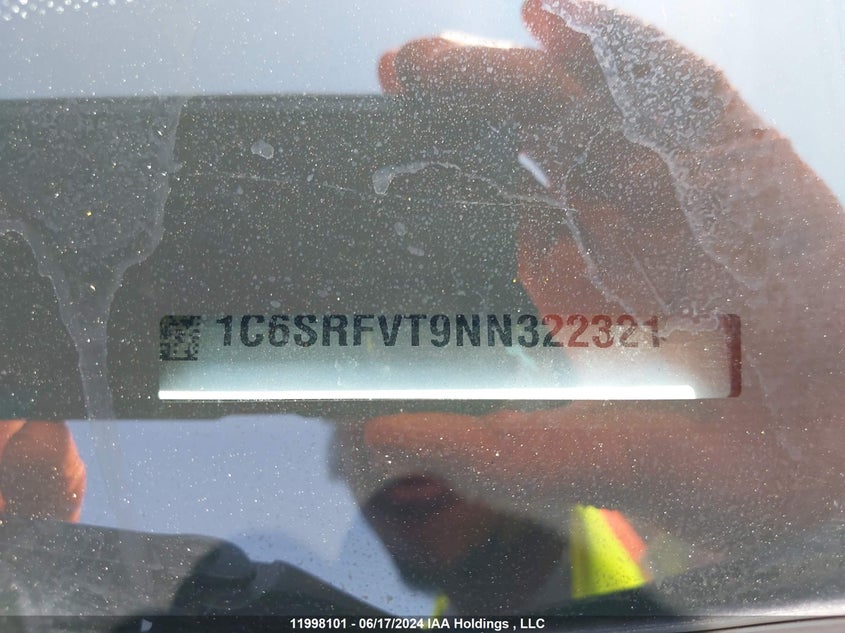 1C6SRFVT9NN322321
11998101 - 06/17/2024 IAA Holdings , LLC